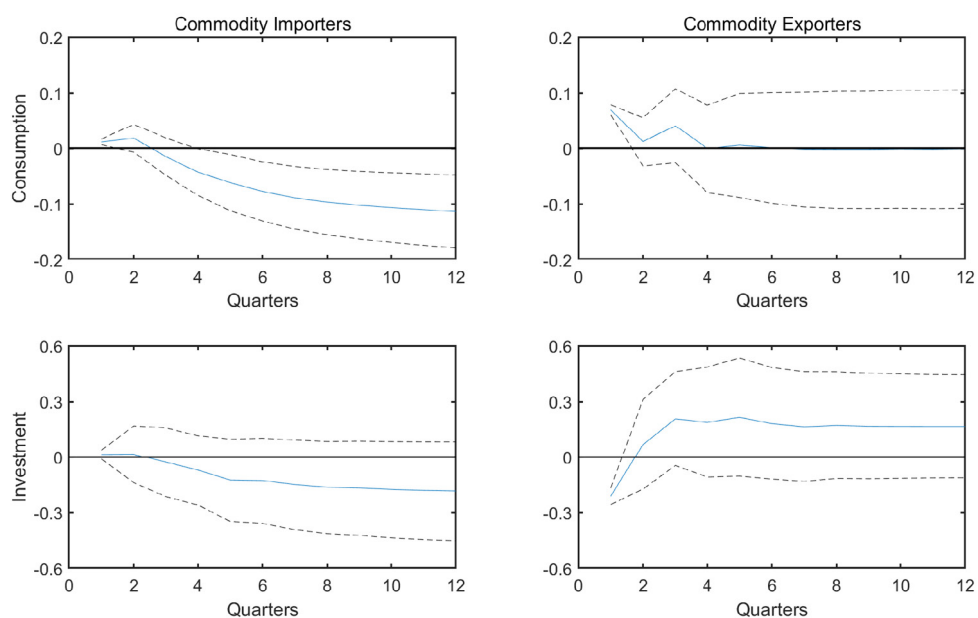 Commodity Importers
0.2
0.1
0
-0.1
-0.2
Consumption
0 2 4 6 8 10 12
Quarters
Commodity Exporters
0.2
0.1
0
-0.1
-0.2
0 2 4 6 8 10 12
Quarters
0.6
0.3
0
-0.3
-0.6
Investment
0 2 4 6 8 10 12
Quarters
0.6
0.3
0
-0.3
-0.6
0 2 4 6 8 10 12
Quarters